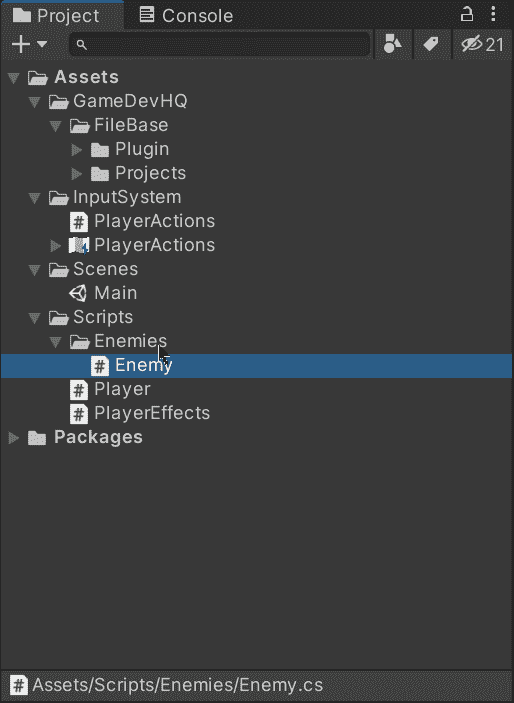 Project Console
21
Assets
GameDevHQ
FileBase
Plugin
Projects
InputSystem
# PlayerActions
PlayerActions
Scenes
Main
Scripts
Enemies
# Enemy
# Player
# PlayerEffects
Packages
# Assets/Scripts/Enemies/Enemy.cs